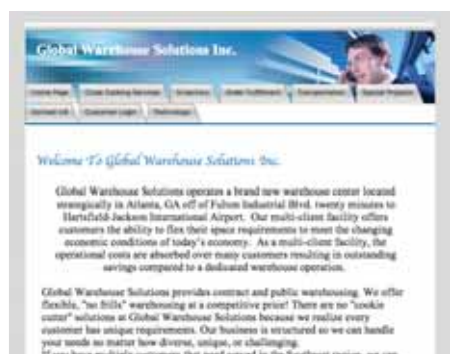 Global Warehouse Solutions Inc.
Home Page Cross Docking Services Inventory Order Fulfillment Transportation Special Projects
Contact US Customer Login Technology
Welcome To Global Warehouse Solutions Inc.
Global Warehouse Solutions operates a brand new warehouse center located
strategically in Atlanta, GA off of Fulton Industrial Blvd. twenty minutes to
Hartsfield-Jackson International Airport. Our multi-client facility offers
customers the ability to flex their space requirements to meet the changing
economic conditions of today's economy. As a multi-client facility, the
operational costs are absorbed over many customers resulting in outstanding
savings compared to a dedicated warehouse operation.
Global Warehouse Solutions provides contract and public warehousing. We offer
flexible, "no frills" warehousing at a competitive price! There are no "cookie
cutter" solutions at Global Warehouse Solutions because we realize every
customer has unique requirements. Our business is structured so we can handle
your needs no matter how diverse, unique, or challenging.